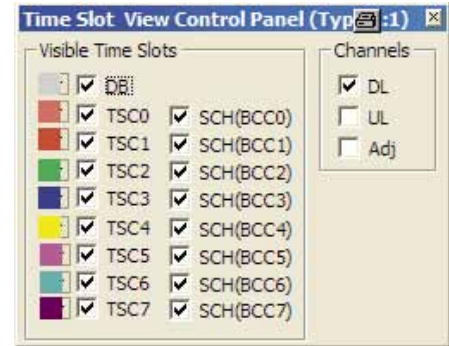 Time Slot View Control Panel (Typ :1)
Visible Time Slots
Channels
DB
TSC0 SCH(BCC0)
TSC1 SCH(BCC1)
TSC2 SCH(BCC2)
TSC3 SCH(BCC3)
TSC4 SCH(BCC4)
TSC5 SCH(BCC5)
TSC6 SCH(BCC6)
TSC7 SCH(BCC7)
DL
UL
Adj